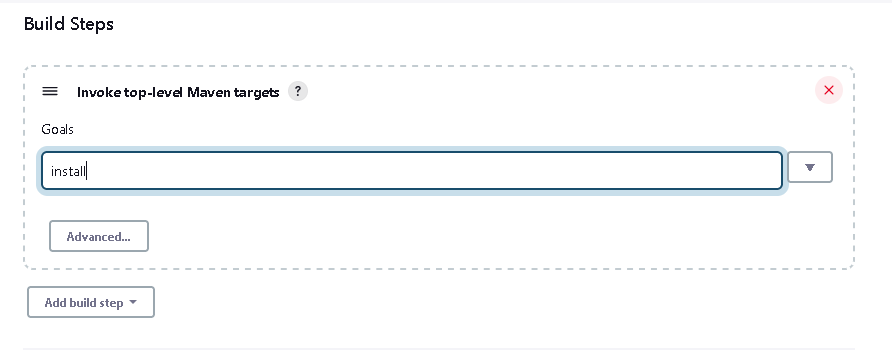 Build Steps
Invoke top-level Maven targets ?
Goals
install
Advanced...
Add build step